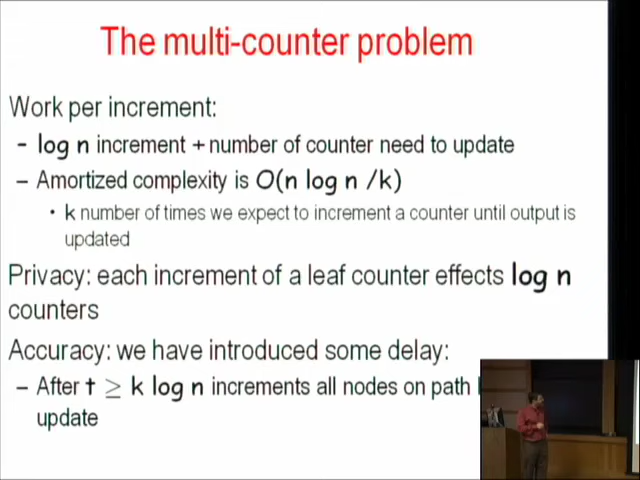 The multi-counter problem
Work per increment:
- log n increment + number of counter need to update
– Amortized complexity is O(n log n /k)
• k number of times we expect to increment a counter until output is
updated
Privacy: each increment of a leaf counter effects log n
counters
Accuracy: we have introduced some delay:
– After t ≥ k log n increments all nodes on path
update